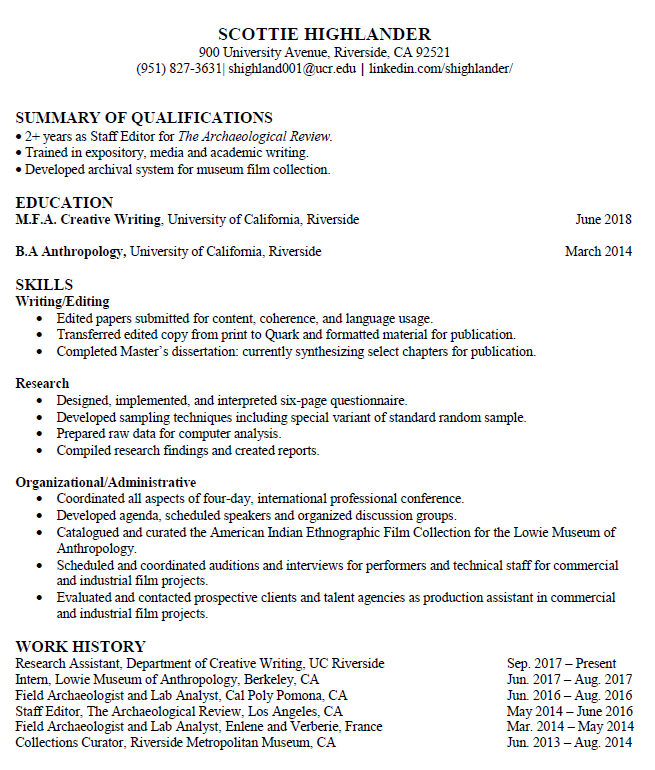 SCOTTIE HIGHLANDER
900 University Avenue, Riverside, CA 92521
(951) 827-3631| shighland001@ucr.edu | linkedin.com/shighlander/
SUMMARY OF QUALIFICATIONS
• 2+ years as Staff Editor for The Archaeological Review.
• Trained in expository, media and academic writing.
• Developed archival system for museum film collection.
EDUCATION
M.F.A. Creative Writing, University of California, Riverside June 2018
B.A Anthropology, University of California, Riverside March 2014
SKILLS
Writing/Editing
• Edited papers submitted for content, coherence, and language usage.
• Transferred edited copy from print to Quark and formatted material for publication.
• Completed Master’s dissertation: currently synthesizing select chapters for publication.
Research
• Designed, implemented, and interpreted six-page questionnaire.
• Developed sampling techniques including special variant of standard random sample.
• Prepared raw data for computer analysis.
• Compiled research findings and created reports.
Organizational/Administrative
• Coordinated all aspects of four-day, international professional conference.
• Developed agenda, scheduled speakers and organized discussion groups.
• Catalogued and curated the American Indian Ethnographic Film Collection for the Lowie Museum of
Anthropology.
• Scheduled and coordinated auditions and interviews for performers and technical staff for commercial
and industrial film projects.
• Evaluated and contacted prospective clients and talent agencies as production assistant in commercial
and industrial film projects.
WORK HISTORY
Research Assistant, Department of Creative Writing, UC Riverside Sep. 2017 – Present
Intern, Lowie Museum of Anthropology, Berkeley, CA Jun. 2017 – Aug. 2017
Field Archaeologist and Lab Analyst, Cal Poly Pomona, CA Jun. 2016 – Aug. 2016
Staff Editor, The Archaeological Review, Los Angeles, CA May 2014 – June 2016
Field Archaeologist and Lab Analyst, Enlene and Verberie, France Mar. 2014 – May 2014
Collections Curator, Riverside Metropolitan Museum, CA Jun. 2013 – Aug. 2014